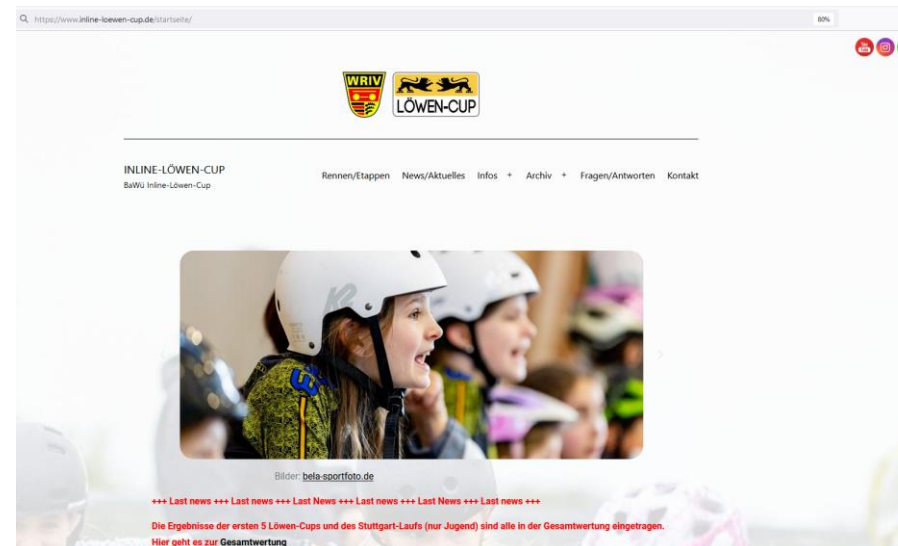 https://www.inline-loewen-cup.de/startseite/
80%
WRIV
LÖWEN-CUP
INLINE-LÖWEN-CUP
BaWü Inline-Löwen-Cup
Rennen/Etappen News/Aktuelles Infos + Archiv + Fragen/Antworten Kontakt
K2
Bilder: bela-sportfoto.de
+++ Last news +++ Last news +++ Last News +++ Last news +++ Last News +++ Last news +++
Die Ergebnisse der ersten 5 Löwen-Cups und des Stuttgart-Laufs (nur Jugend) sind alle in der Gesamtwertung eingetragen.
Hier geht es zur Gesamtwertung